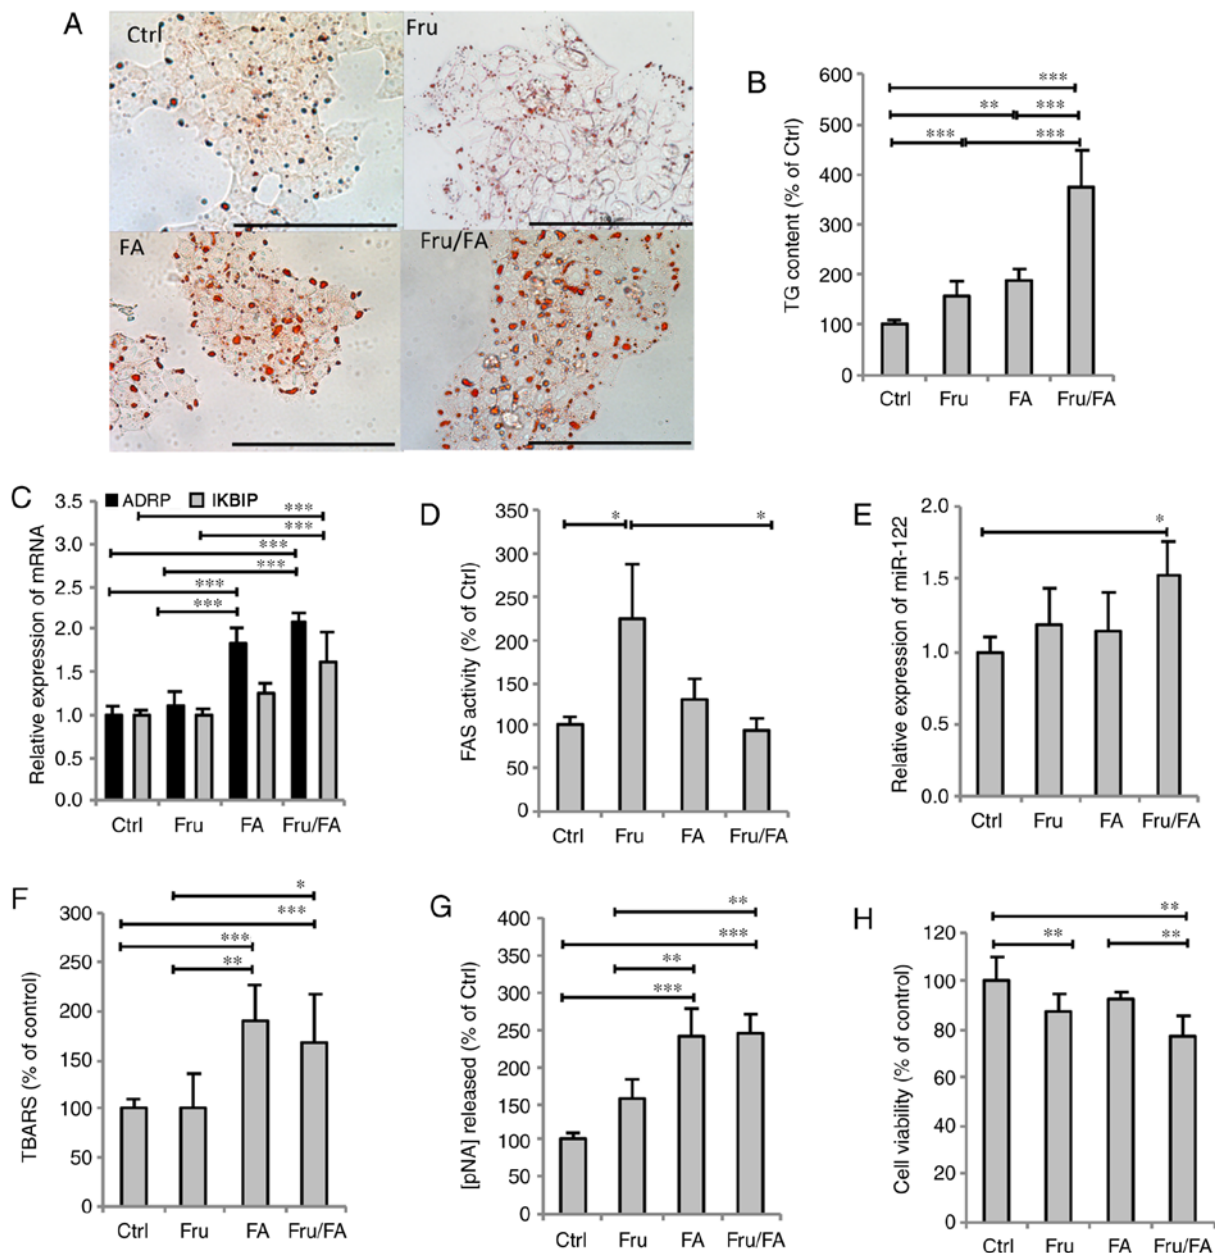 A
Ctrl
Fru
FA
Fru/FA
B
TG content (% of Ctrl)
600
500
400
300
200
100
0
***
** ***
*** ***
Ctrl Fru FA Fru/FA
C
ADRP IKBIP
Relative expression of mRNA
3.5
3.0
2.5
2.0
1.5
1.0
0.5
0.0
***
***
***
***
***
***
Ctrl Fru FA Fru/FA
D
FAS activity (% of Ctrl)
350
300
250
200
150
100
50
0
* *
Ctrl Fru FA Fru/FA
E
Relative expression of miR-122
2.0
1.5
1.0
0.5
0.0
*
Ctrl Fru FA Fru/FA
F
TBARS (% of control)
300
250
200
150
100
50
0
*
***
***
**
Ctrl Fru FA Fru/FA
G
[pNA] released (% of Ctrl)
400
350
300
250
200
150
100
50
0
**
***
**
***
Ctrl Fru FA Fru/FA
H
Cell viability (% of control)
120
100
80
60
40
20
0
**
** **
Ctrl Fru FA Fru/FA